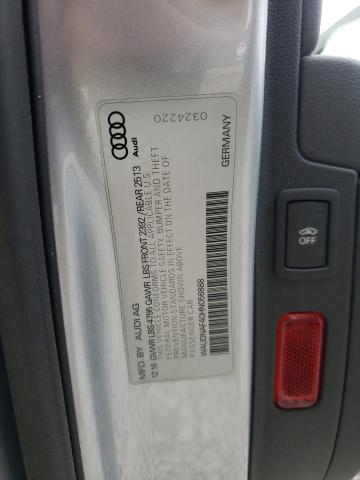 Audi
0324220
MFD. BY AUDI AG
GERMANY
12·16 GVWR LBS 4795 GAWR LBS FRONT 2392 / REAR 2513
THIS VEHICLE CONFORMS TO ALL APPLICABLE U.S.
FEDERAL MOTOR VEHICLE SAFETY, BUMPER AND THEFT
PREVENTION STANDARDS IN EFFECT ON THE DATE OF
MANUFACTURE SHOWN ABOVE
PASSENGER CAR
WAUDNAF40HN056888
OFF